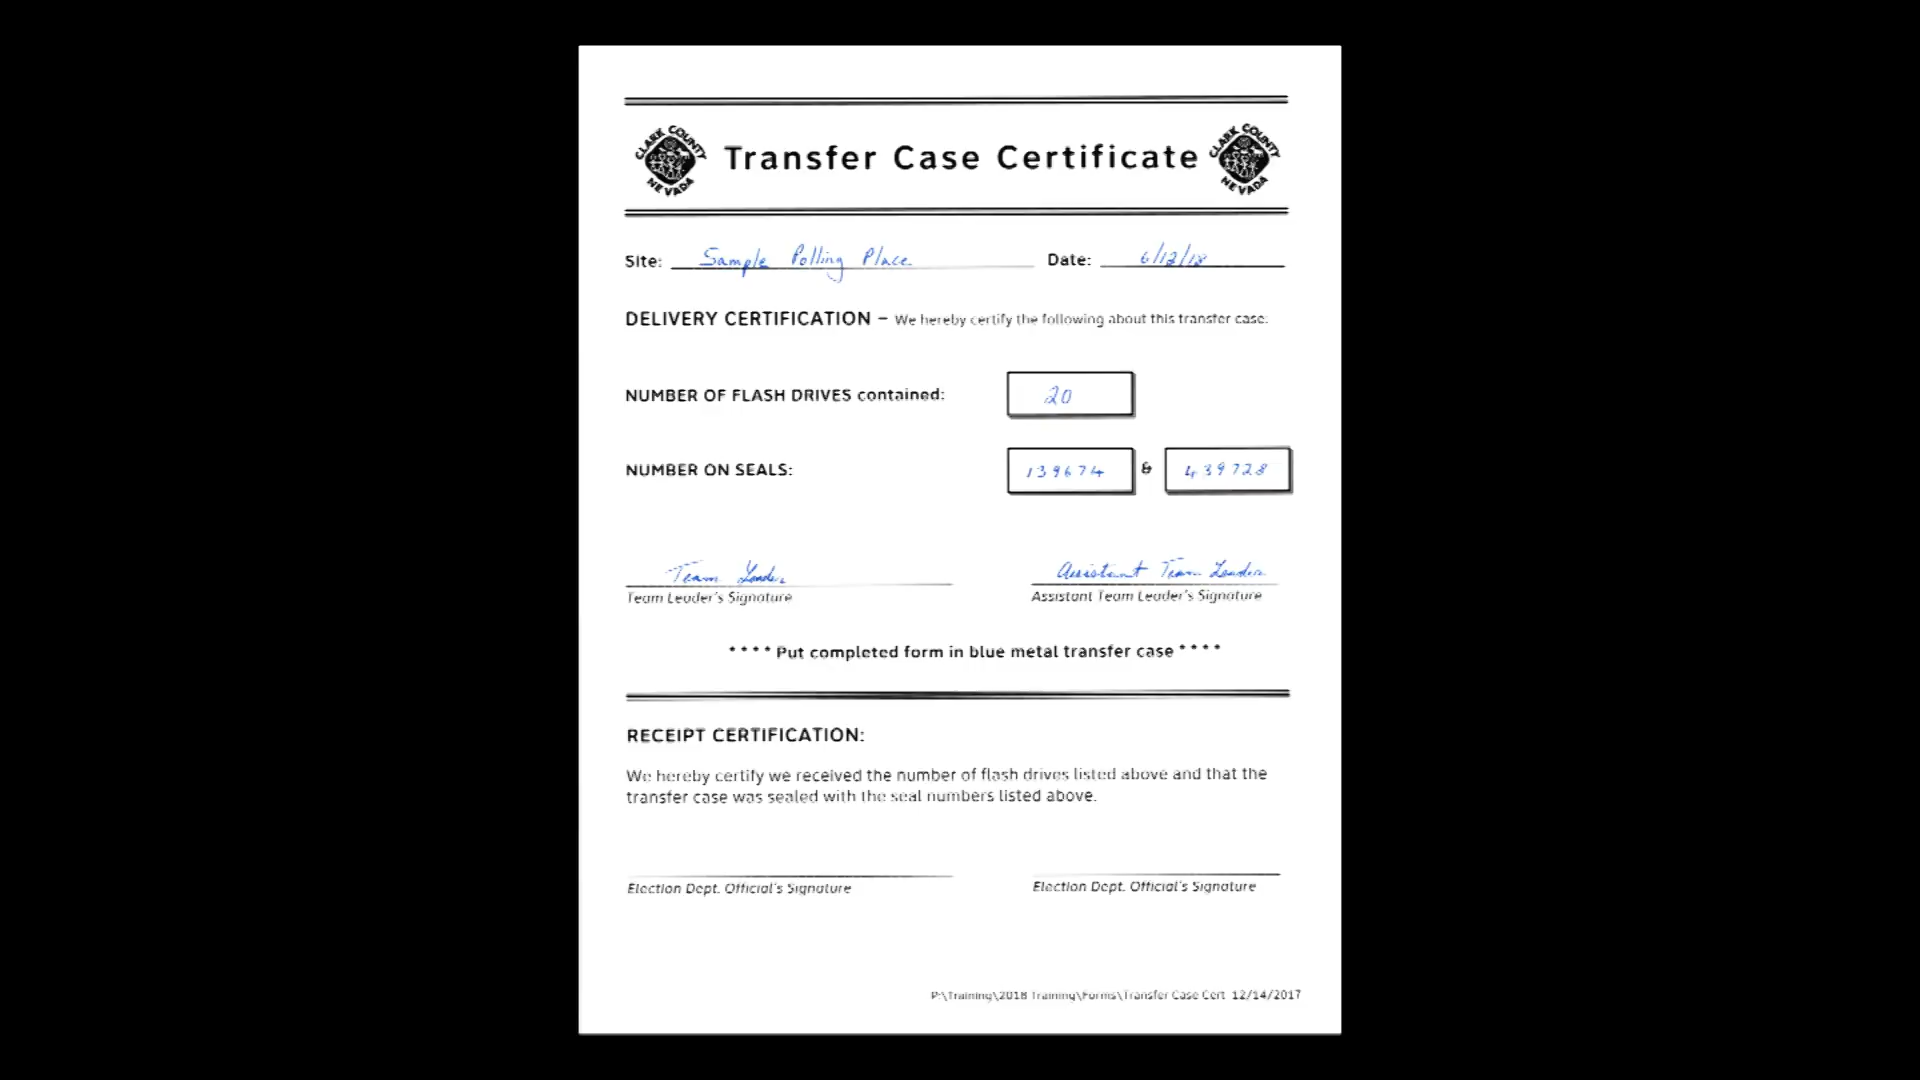 CLARK COUNTY NEVADA Transfer Case Certificate CLARK COUNTY NEVADA
Site: Sample Polling Place Date: 6/12/18
DELIVERY CERTIFICATION – We hereby certify the following about this transfer case:
NUMBER OF FLASH DRIVES contained: 20
NUMBER ON SEALS: 139674 & 439728
Team Leader Assistant Team Leader
Team Leader's Signature Assistant Team Leader's Signature
* * * * Put completed form in blue metal transfer case * * * *
RECEIPT CERTIFICATION:
We hereby certify we received the number of flash drives listed above and that the
transfer case was sealed with the seal numbers listed above.
Election Dept. Official's Signature Election Dept. Official's Signature
P:\Training\2018 Training\Forms\Transfer Case Cert 12/14/2017